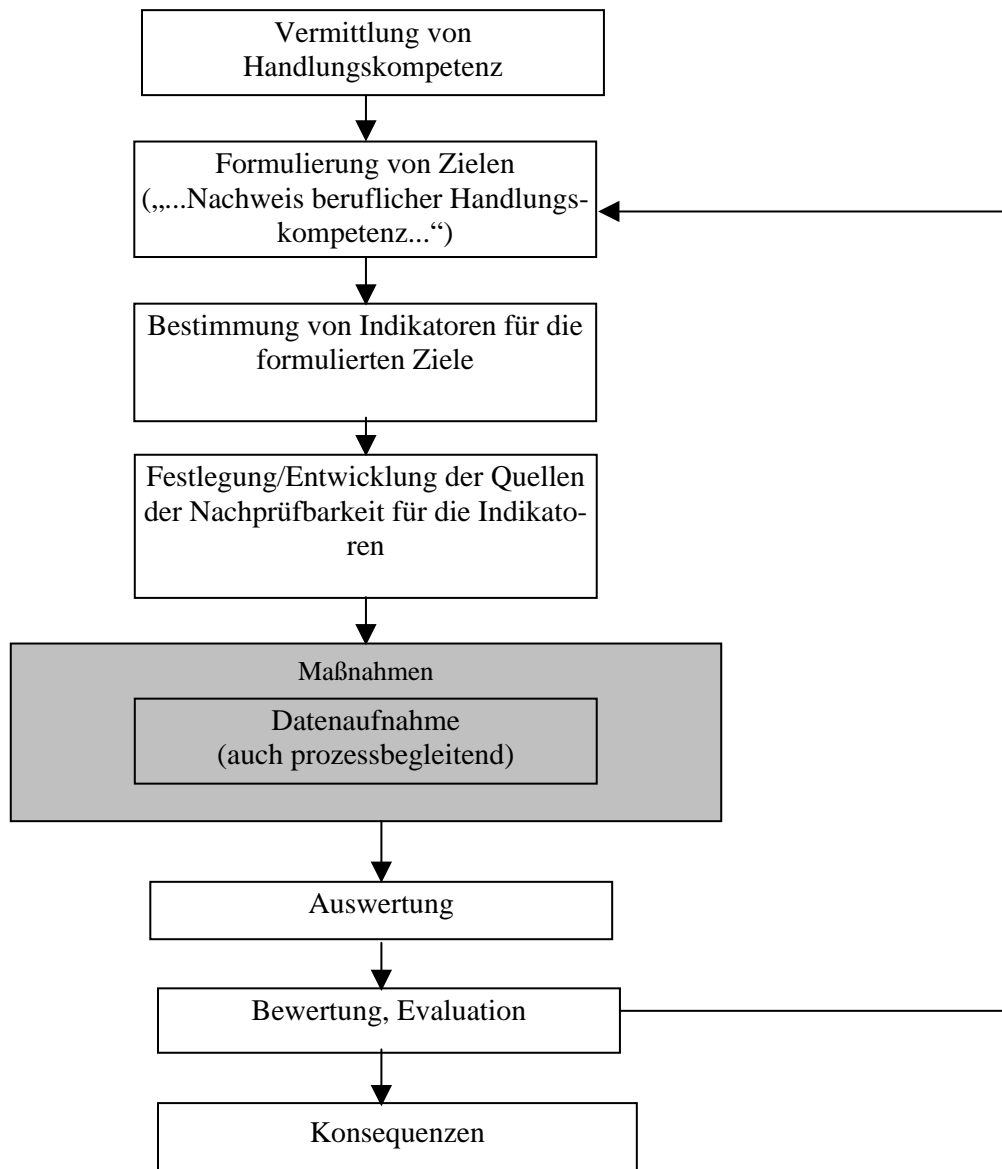 Vermittlung von
Handlungskompetenz
Formulierung von Zielen
(„...Nachweis beruflicher Handlungs-
kompetenz...“)
Bestimmung von Indikatoren für die
formulierten Ziele
Festlegung/Entwicklung der Quellen
der Nachprüfbarkeit für die Indikato-
ren
Maßnahmen
Datenaufnahme
(auch prozessbegleitend)
Auswertung
Bewertung, Evaluation
Konsequenzen